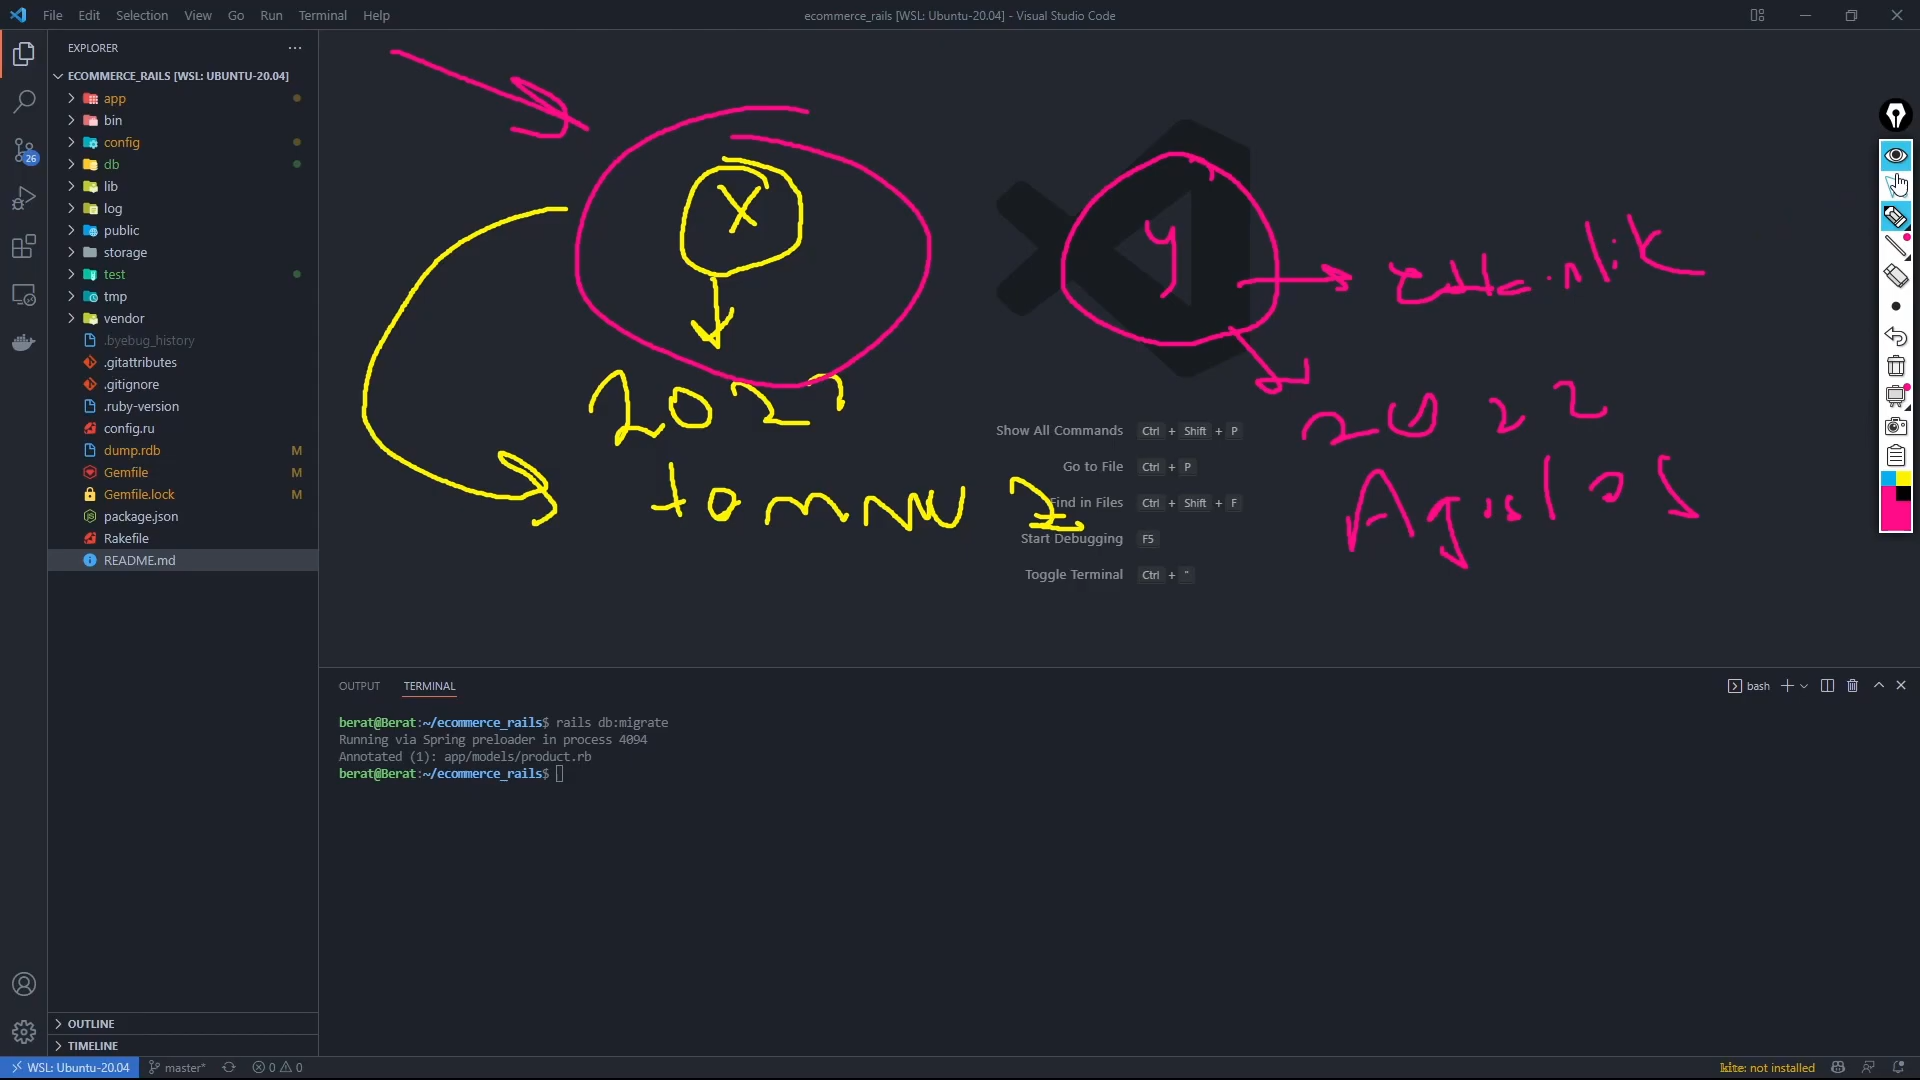 File Edit Selection View Go Run Terminal Help
ecommerce_rails [WSL: Ubuntu-20.04] - Visual Studio Code
EXPLORER
ECOMMERCE_RAILS [WSL: UBUNTU-20.04]
app
bin
config
db
lib
log
public
storage
test
tmp
vendor
.byebug_history
.gitattributes
.gitignore
.ruby-version
config.ru
dump.rdb M
Gemfile M
Gemfile.lock M
package.json
Rakefile
README.md
OUTLINE
TIMELINE
26
X
2022
y
2022
Show All Commands Ctrl + Shift + P
Go to File Ctrl + P
Find in Files Ctrl + Shift + F
Start Debugging F5
Toggle Terminal Ctrl + "
OUTPUT TERMINAL
bash
berat@Berat:~/ecommerce_rails$ rails db:migrate
Running via Spring preloader in process 4094
Annotated (1): app/models/product.rb
berat@Berat:~/ecommerce_rails$
WSL: Ubuntu-20.04 master* 0 0
kite: not installed